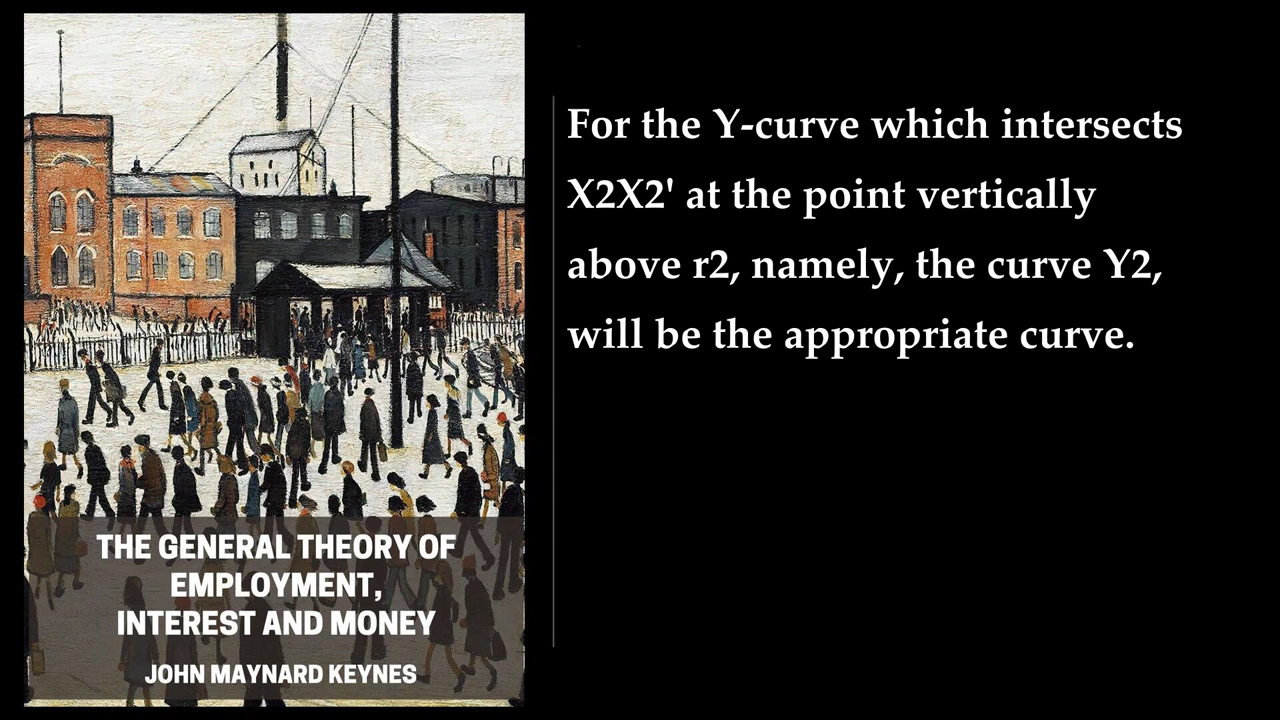 For the Y-curve which intersects
X2X2' at the point vertically
above r2, namely, the curve Y2,
will be the appropriate curve.
THE GENERAL THEORY OF
EMPLOYMENT,
INTEREST AND MONEY
JOHN MAYNARD KEYNES